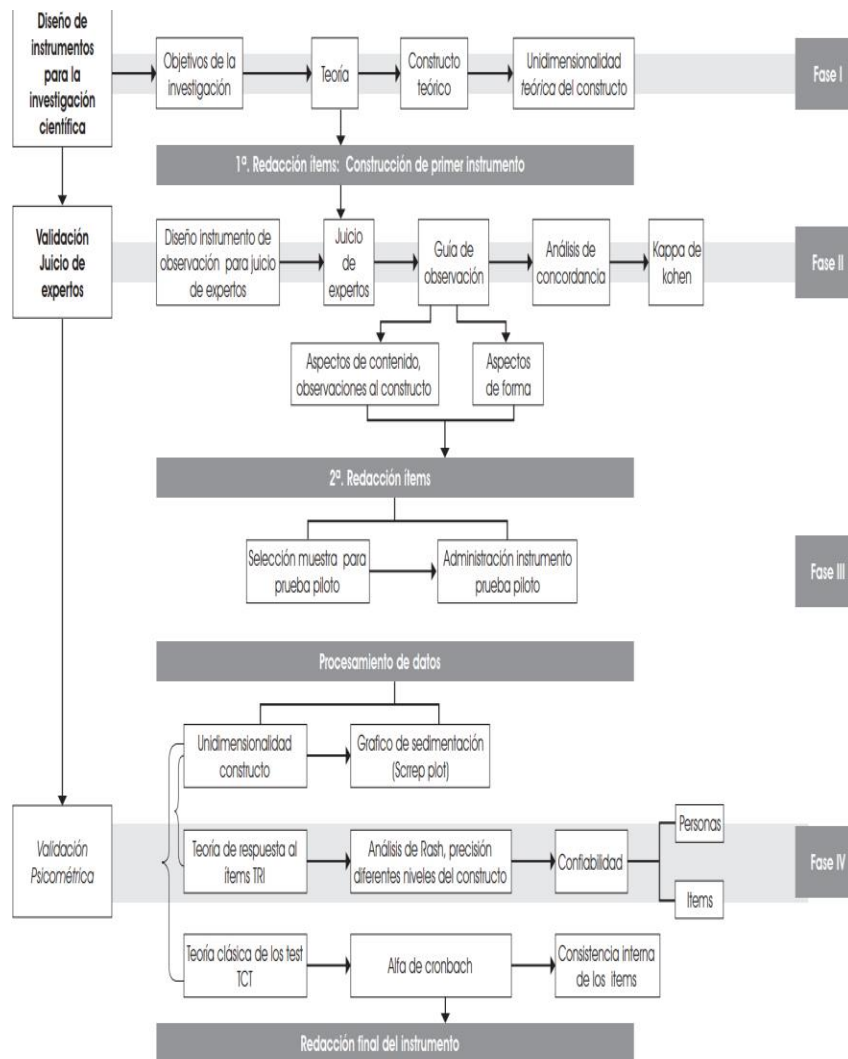 Diseño de
instrumentos
para la
investigación
científica
Objetivos de la
investigación
Teoría
Constructo
teórico
Unidimensionalidad
teórica del constructo
Fase I
1ª. Redacción ítems: Construcción de primer instrumento
Validación
Juicio de
expertos
Diseño instrumento de
observación para juicio
de expertos
Juicio
de
expertos
Guía de
observación
Análisis de
concordancia
Kappa de
kohen
Fase II
Aspectos de contenido,
observaciones al constructo
Aspectos
de forma
2ª. Redacción ítems
Selección muestra para
prueba piloto
Administración instrumento
prueba piloto
Fase III
Procesamiento de datos
Unidimensionalidad
constructo
Grafico de sedimentación
(Scrrep plot)
Validación
Psicométrica
Teoría de respuesta al
ítems TRI
Análisis de Rash, precisión
diferentes niveles del constructo
Confiabilidad
Personas
Items
Fase IV
Teoría clásica de los test
TCT
Alfa de cronbach
Consistencia interna
de los items
Redacción final del instrumento